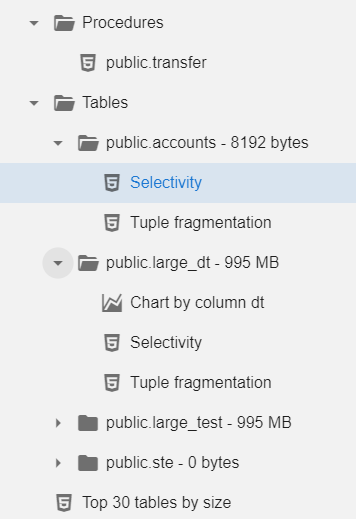 Procedures
public.transfer
Tables
public.accounts - 8192 bytes
Selectivity
Tuple fragmentation
public.large_dt - 995 MB
Chart by column dt
Selectivity
Tuple fragmentation
public.large_test - 995 MB
public.ste - 0 bytes
Top 30 tables by size